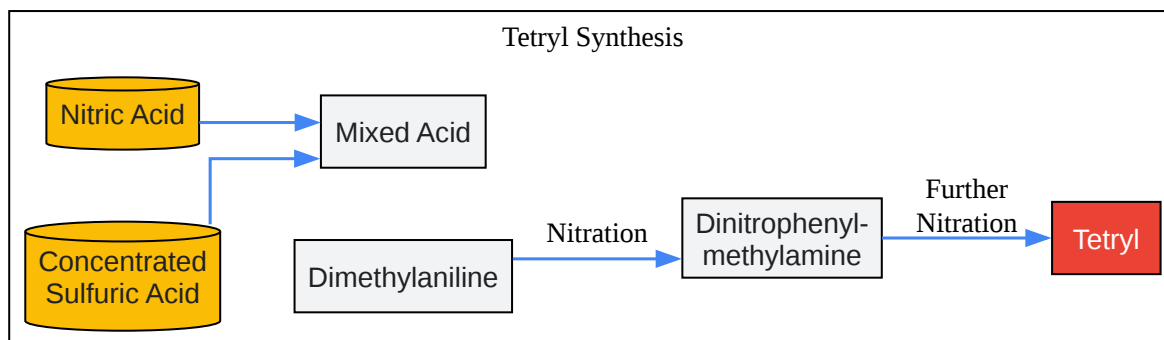 Tetryl Synthesis
Nitric Acid
Mixed Acid
Concentrated
Sulfuric Acid
Dimethylaniline
Nitration
Dinitrophenyl-
methylamine
Further
Nitration
Tetryl